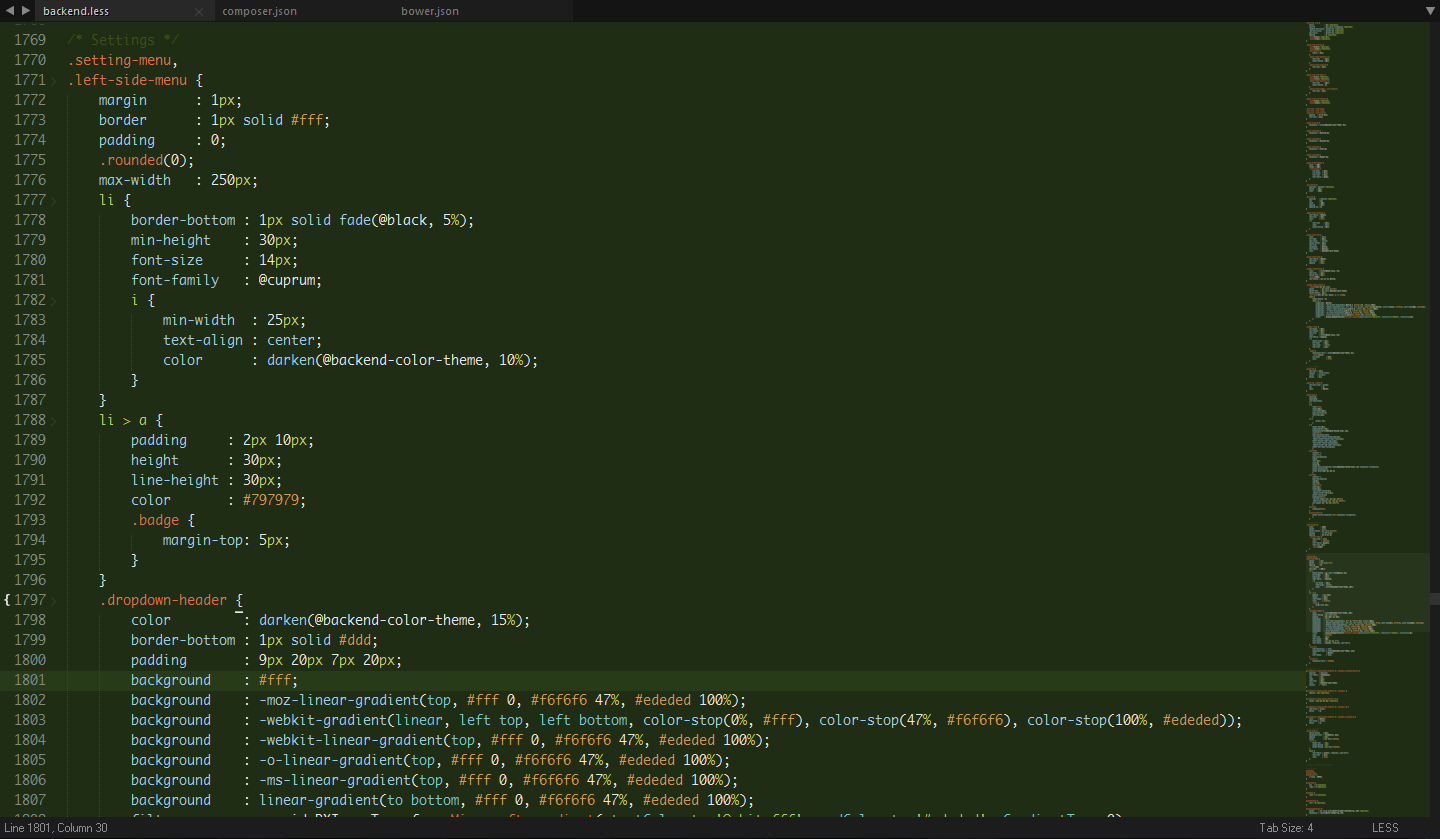 backend.less composer.json bower.json
1769 /* Settings */
1770 .setting-menu,
1771 .left-side-menu {
1772 margin : 1px;
1773 border : 1px solid #fff;
1774 padding : 0;
1775 .rounded(0);
1776 max-width : 250px;
1777 li {
1778 border-bottom : 1px solid fade(@black, 5%);
1779 min-height : 30px;
1780 font-size : 14px;
1781 font-family : @cuprum;
1782 i {
1783 min-width : 25px;
1784 text-align : center;
1785 color : darken(@backend-color-theme, 10%);
1786 }
1787 }
1788 li > a {
1789 padding : 2px 10px;
1790 height : 30px;
1791 line-height : 30px;
1792 color : #797979;
1793 .badge {
1794 margin-top: 5px;
1795 }
1796 }
{ 1797 .dropdown-header {
1798 color : darken(@backend-color-theme, 15%);
1799 border-bottom : 1px solid #ddd;
1800 padding : 9px 20px 7px 20px;
1801 background : #fff;
1802 background : -moz-linear-gradient(top, #fff 0, #f6f6f6 47%, #ededed 100%);
1803 background : -webkit-gradient(linear, left top, left bottom, color-stop(0%, #fff), color-stop(47%, #f6f6f6), color-stop(100%, #ededed));
1804 background : -webkit-linear-gradient(top, #fff 0, #f6f6f6 47%, #ededed 100%);
1805 background : -o-linear-gradient(top, #fff 0, #f6f6f6 47%, #ededed 100%);
1806 background : -ms-linear-gradient(top, #fff 0, #f6f6f6 47%, #ededed 100%);
1807 background : linear-gradient(to bottom, #fff 0, #f6f6f6 47%, #ededed 100%);
Line 1801, Column 30 Tab Size: 4 LESS